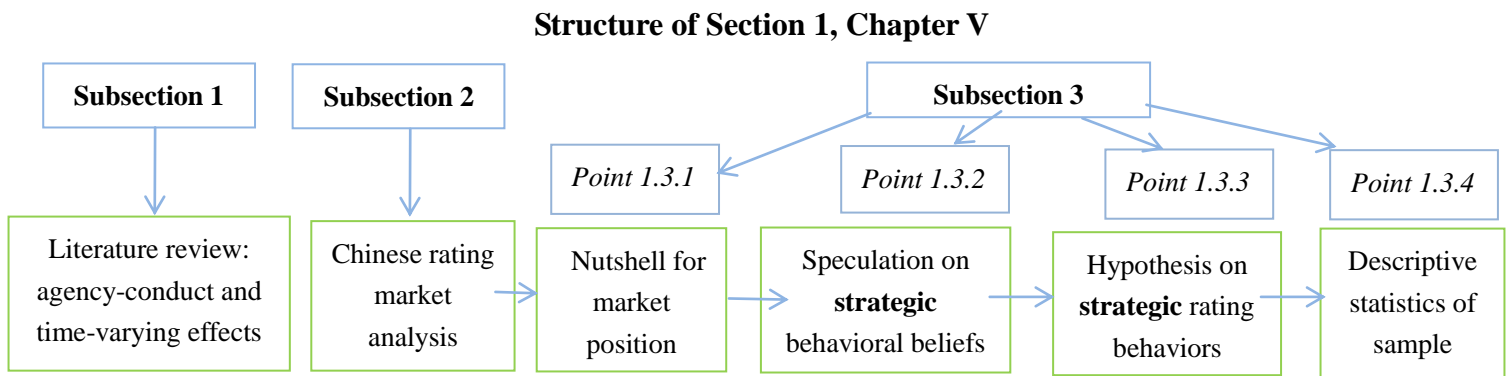 Structure of Section 1, Chapter V
Subsection 1
Subsection 2
Subsection 3
Point 1.3.1
Point 1.3.2
Point 1.3.3
Point 1.3.4
Literature review:
agency-conduct and
time-varying effects
Chinese rating
market
analysis
Nutshell for
market
position
Speculation on
strategic
behavioral beliefs
Hypothesis on
strategic rating
behaviors
Descriptive
statistics of
sample